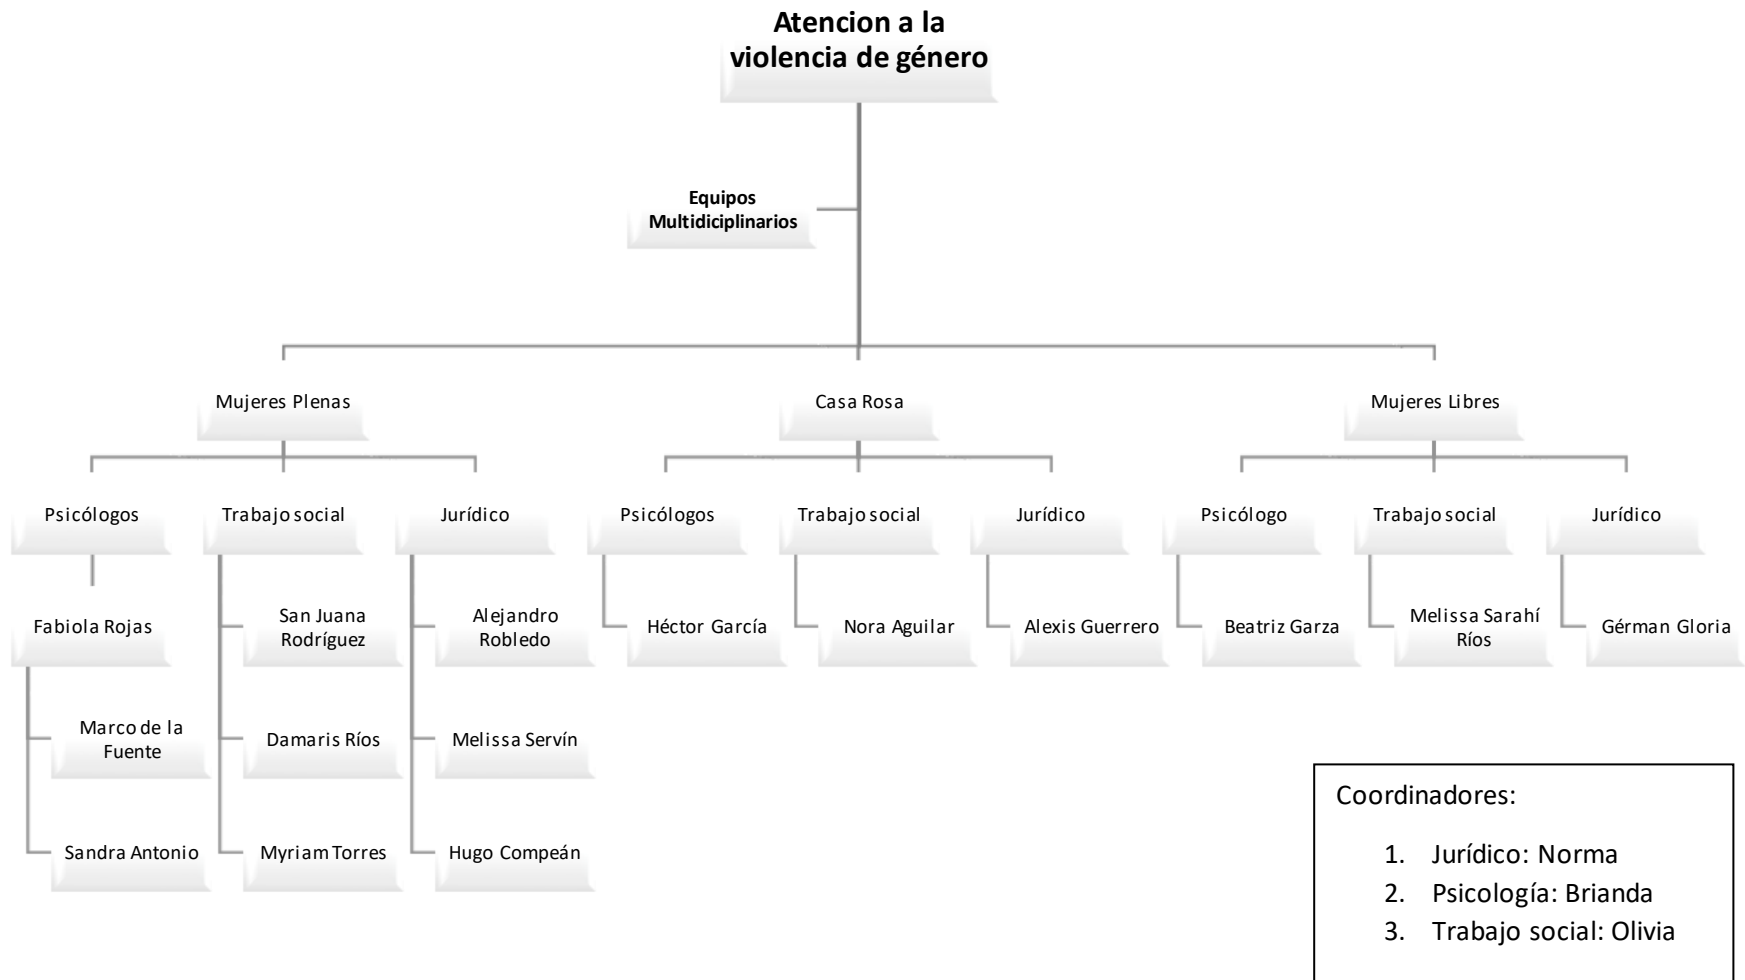 Atencion a la
violencia de género
Equipos
Multidiciplinarios
Mujeres Plenas
Casa Rosa
Mujeres Libres
Psicólogos
Trabajo social
Jurídico
Psicólogos
Trabajo social
Jurídico
Psicólogo
Trabajo social
Jurídico
Fabiola Rojas
San Juana
Rodríguez
Alejandro
Robledo
Héctor García
Nora Aguilar
Alexis Guerrero
Beatriz Garza
Melissa Sarahí
Ríos
Gérman Gloria
Marco de la
Fuente
Damaris Ríos
Melissa Servín
Sandra Antonio
Myriam Torres
Hugo Compeán
Coordinadores:
1. Jurídico: Norma
2. Psicología: Brianda
3. Trabajo social: Olivia